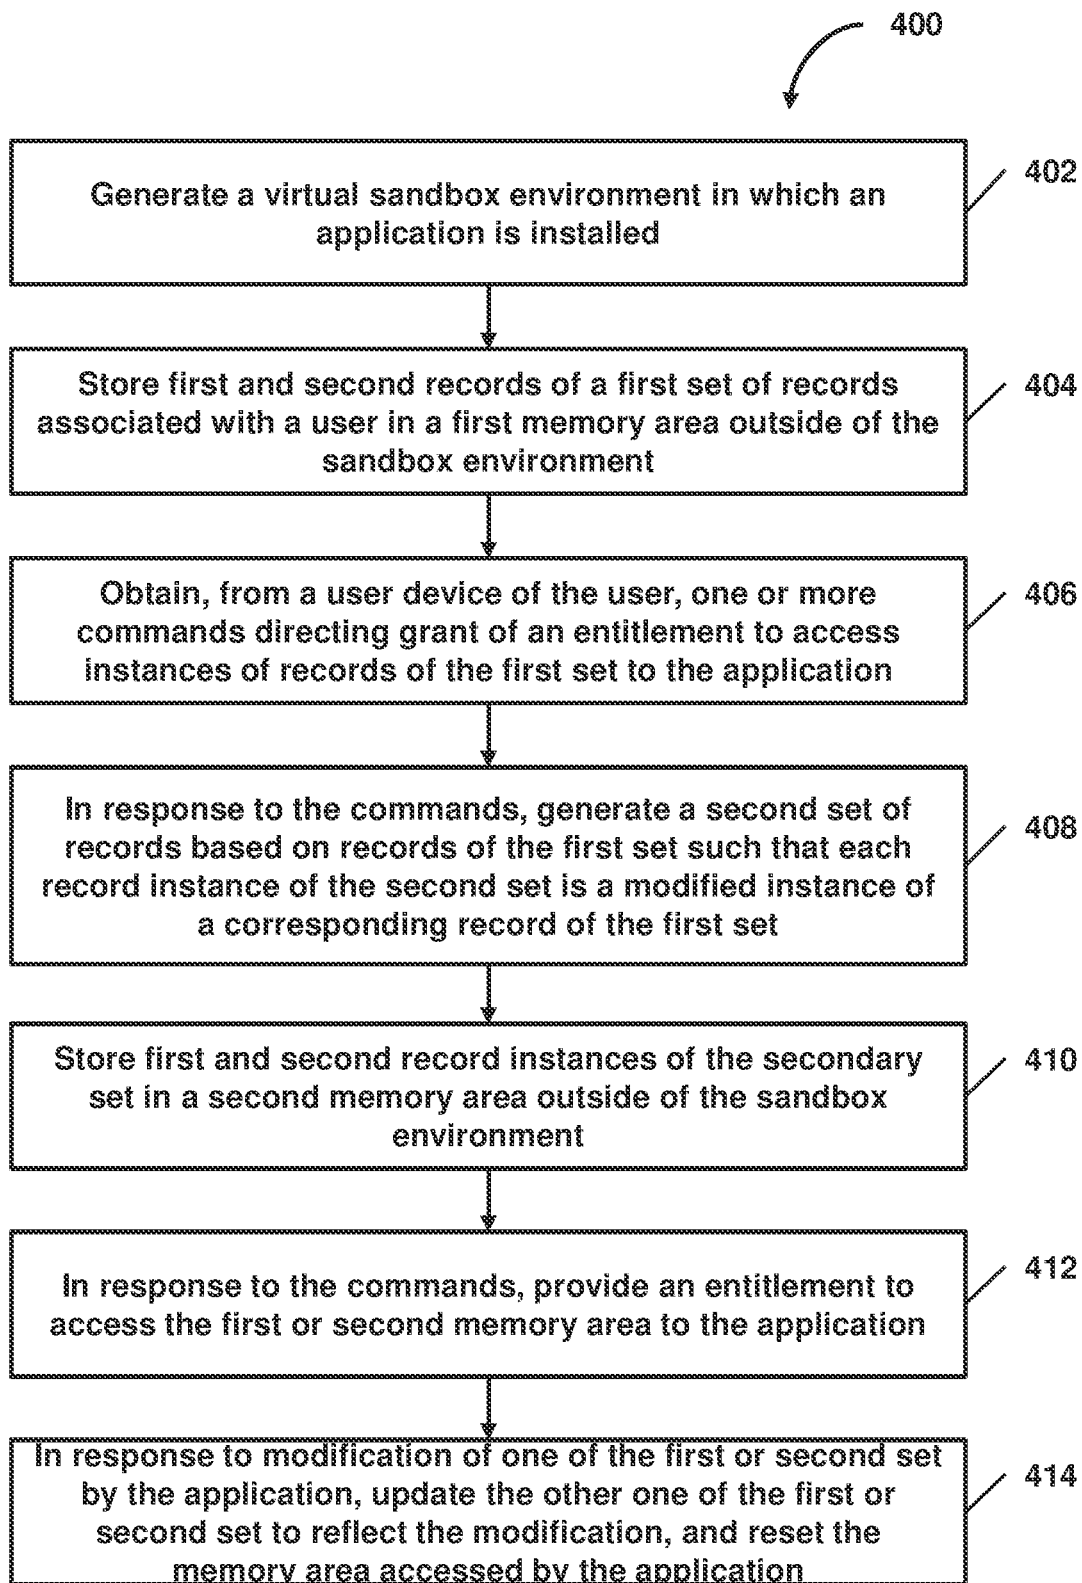 400
Generate a virtual sandbox environment in which an
application is installed
402
Store first and second records of a first set of records
associated with a user in a first memory area outside of the
sandbox environment
404
Obtain, from a user device of the user, one or more
commands directing grant of an entitlement to access
instances of records of the first set to the application
406
In response to the commands, generate a second set of
records based on records of the first set such that each
record instance of the second set is a modified instance of
a corresponding record of the first set
408
Store first and second record instances of the secondary
set in a second memory area outside of the sandbox
environment
410
In response to the commands, provide an entitlement to
access the first or second memory area to the application
412
In response to modification of one of the first or second set
by the application, update the other one of the first or
second set to reflect the modification, and reset the
memory area accessed by the application
414